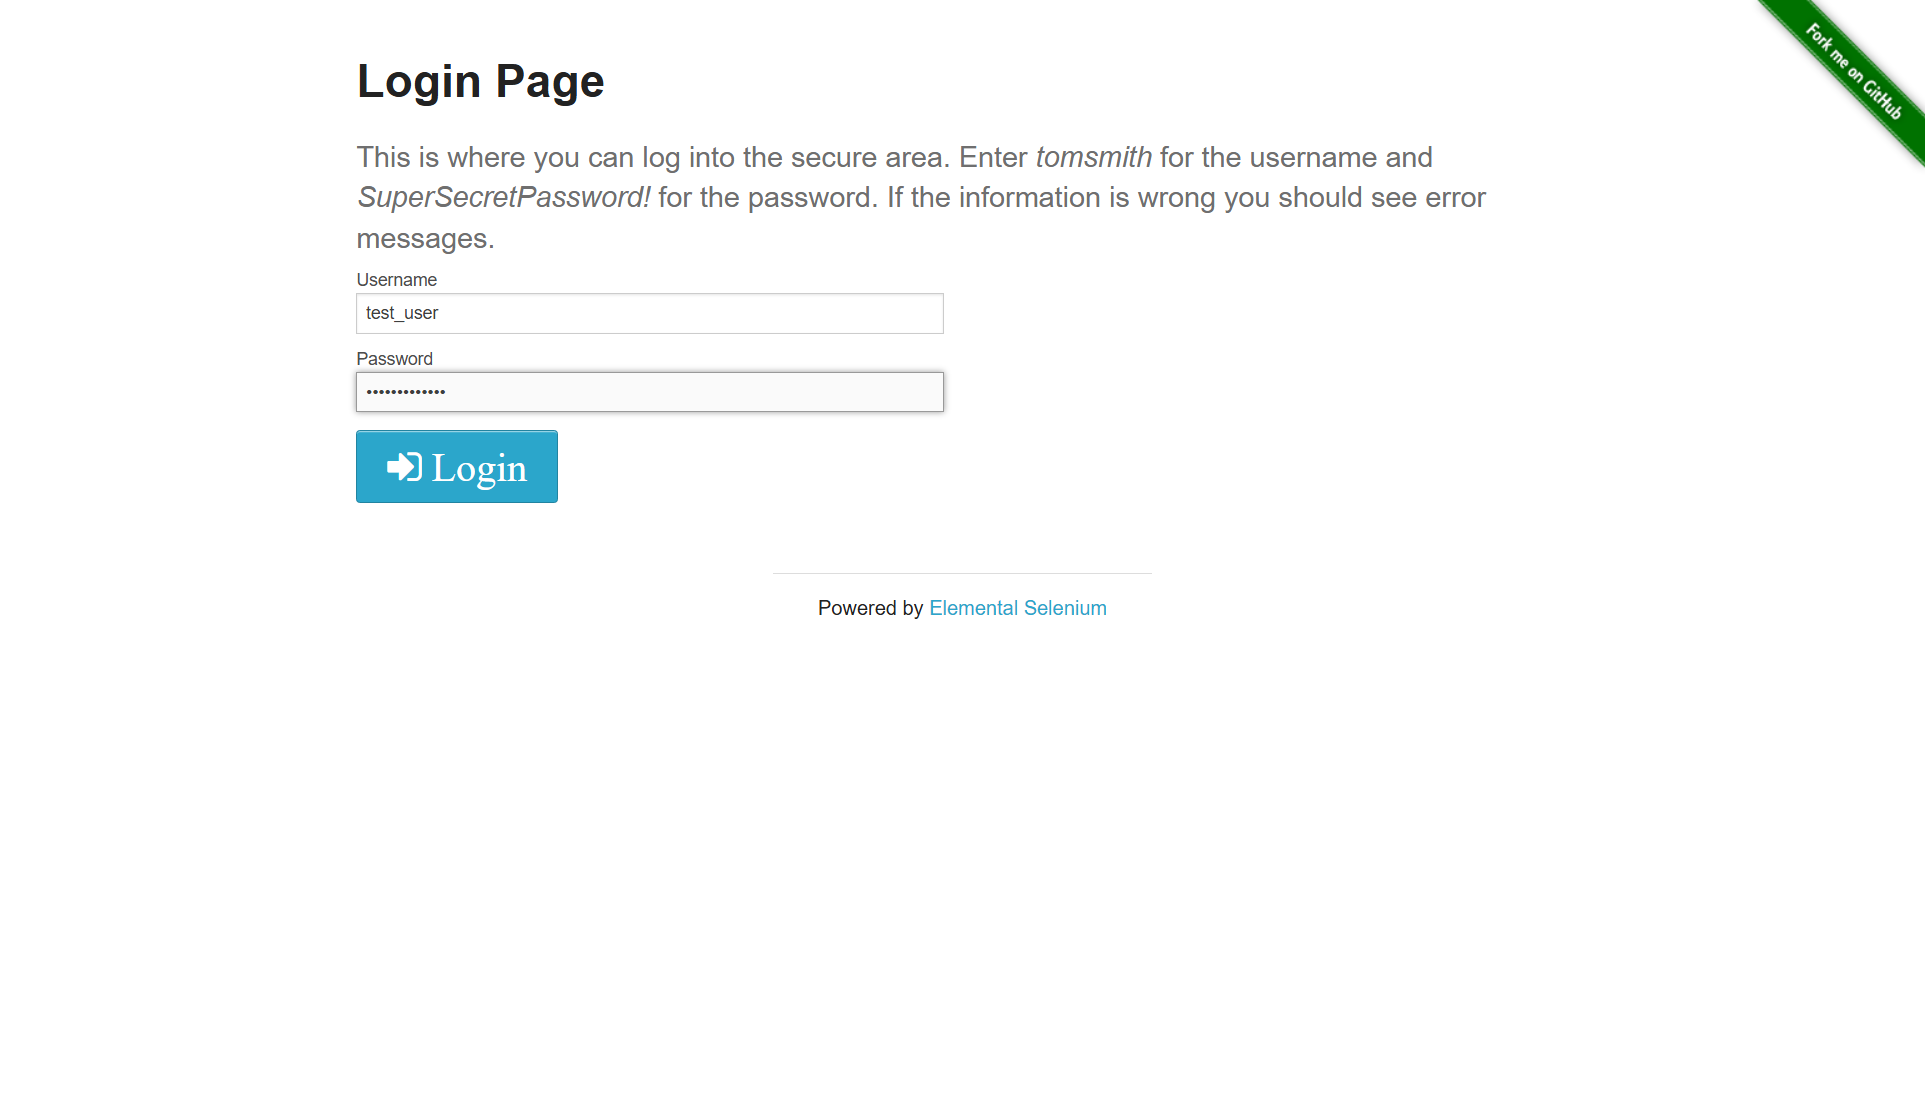 Fork me on GitHub
Login Page
This is where you can log into the secure area. Enter tomsmith for the username and
SuperSecretPassword! for the password. If the information is wrong you should see error
messages.
Username
test_user
Password
•••••••••••••
Login
Powered by Elemental Selenium